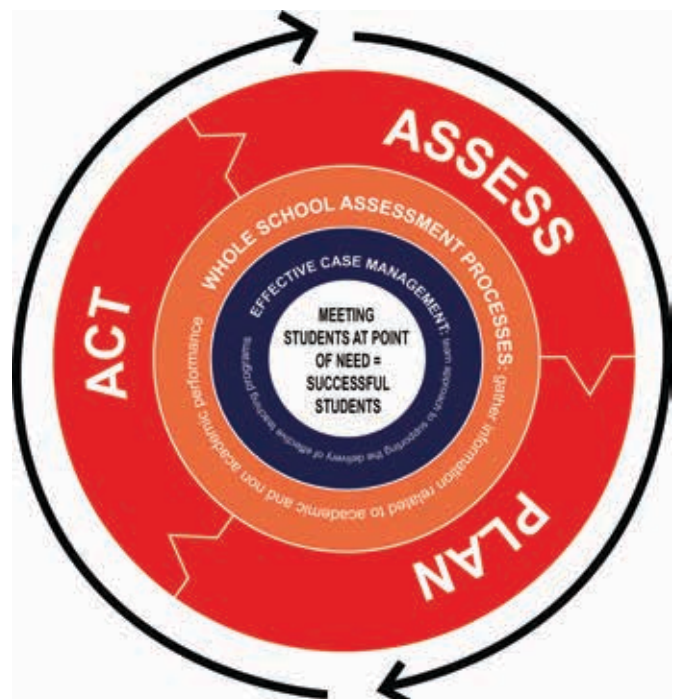 ASSESS
PLAN
ACT
WHOLE SCHOOL ASSESSMENT PROCESSES: gather information related to academic and non academic performance
EFFECTIVE CASE MANAGEMENT: team approach to supporting the delivery of effective teaching programs
MEETING
STUDENTS AT POINT
OF NEED =
SUCCESSFUL
STUDENTS